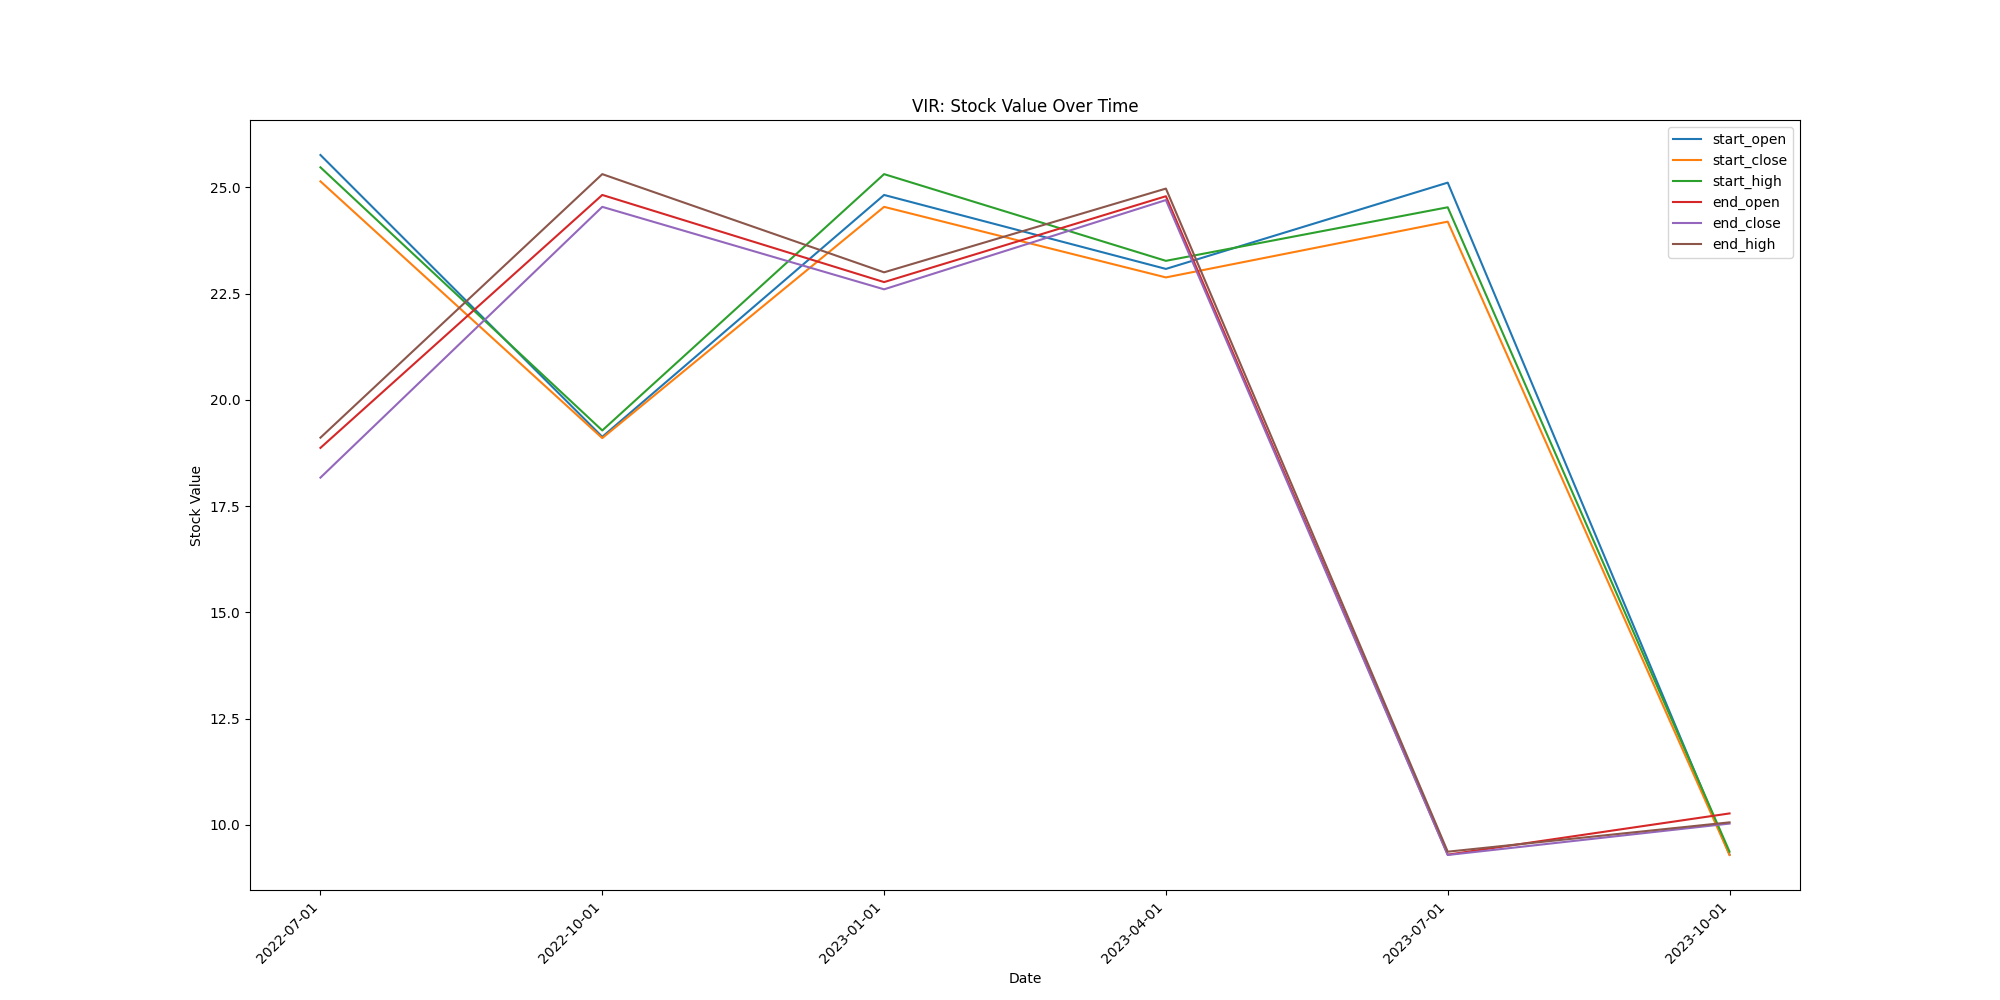 VIR: Stock Value Over Time
start_open
start_close
start_high
end_open
end_close
end_high
Stock Value
25.0
22.5
20.0
17.5
15.0
12.5
10.0
2022-07-01
2022-10-01
2023-01-01
2023-04-01
2023-07-01
2023-10-01
Date